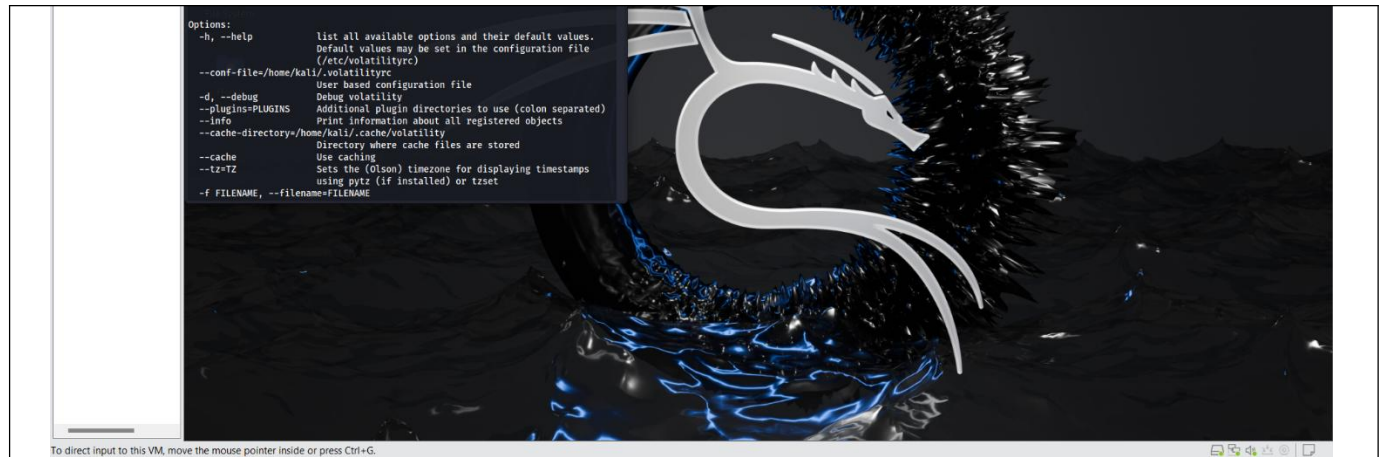 Options:
-h, --help list all available options and their default values.
Default values may be set in the configuration file
(/etc/volatilityrc)
--conf-file=/home/kali/.volatilityrc
User based configuration file
-d, --debug Debug volatility
--plugins=PLUGINS Additional plugin directories to use (colon separated)
--info Print information about all registered objects
--cache-directory=/home/kali/.cache/volatility
Directory where cache files are stored
--cache Use caching
--tz=TZ Sets the (Olson) timezone for displaying timestamps
using pytz (if installed) or tzset
-f FILENAME, --filename=FILENAME
To direct input to this VM, move the mouse pointer inside or press Ctrl+G.